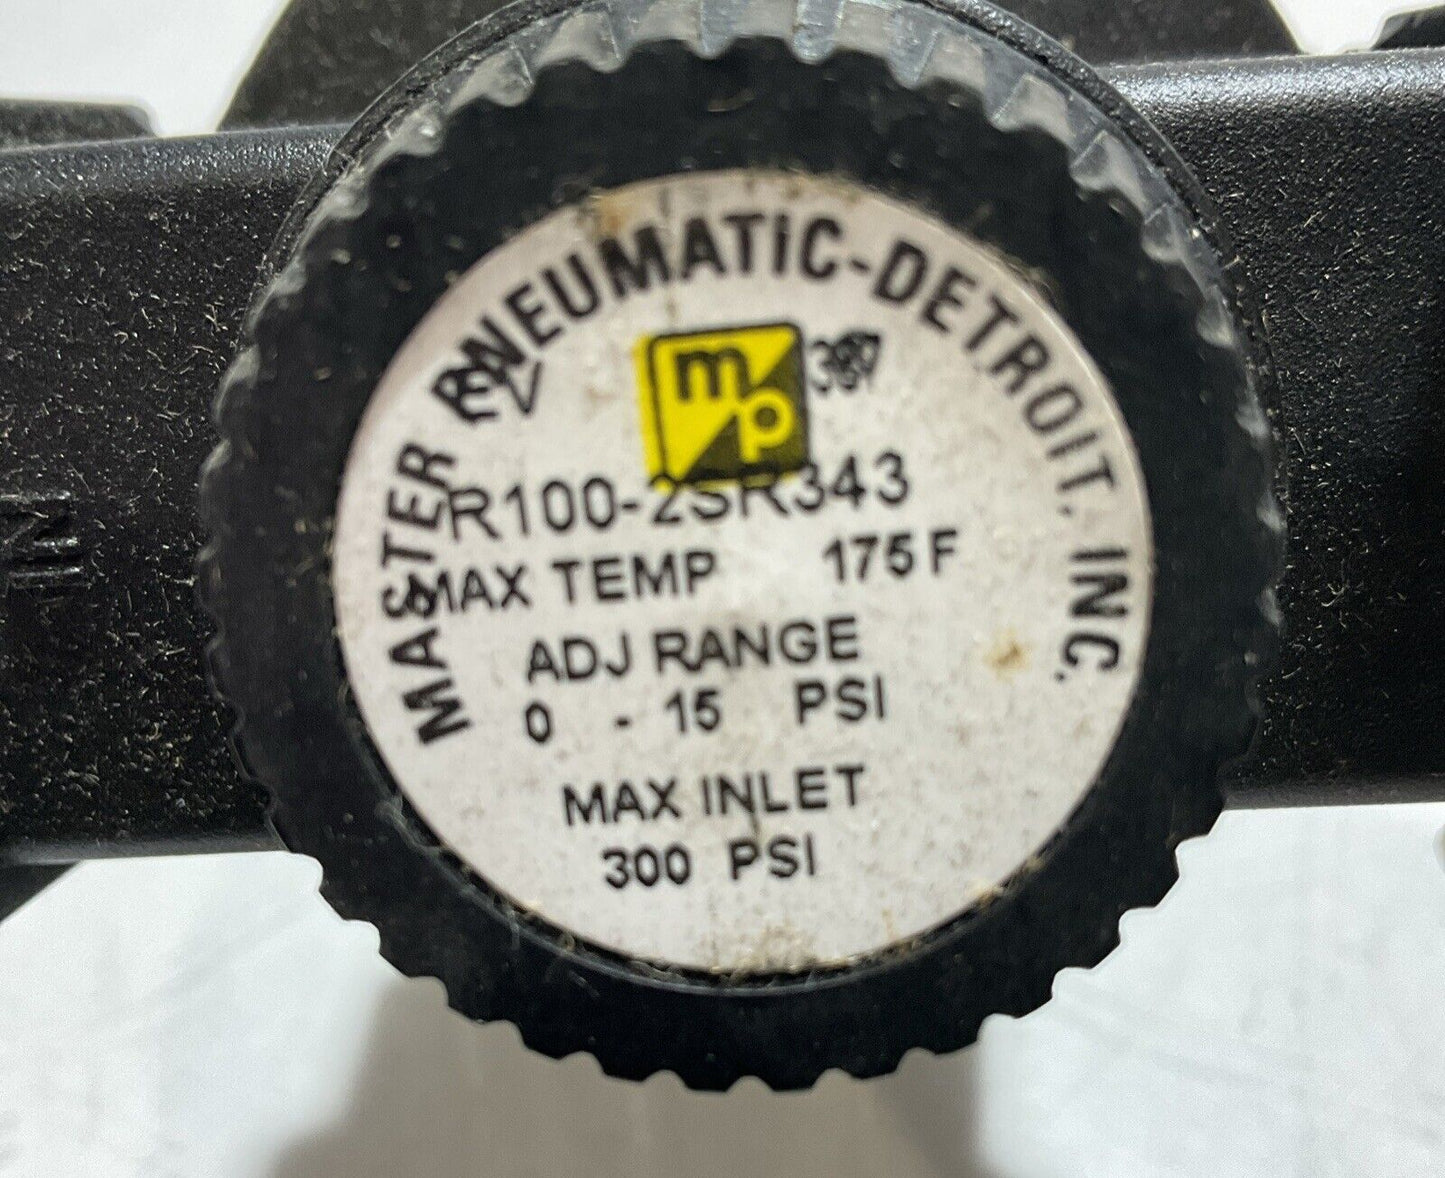 MASTER PNEUMATIC-DETROIT, INC.
mp
R100-2SR343
MAX TEMP 175 F
ADJ RANGE
0 - 15 PSI
MAX INLET
300 PSI
IN